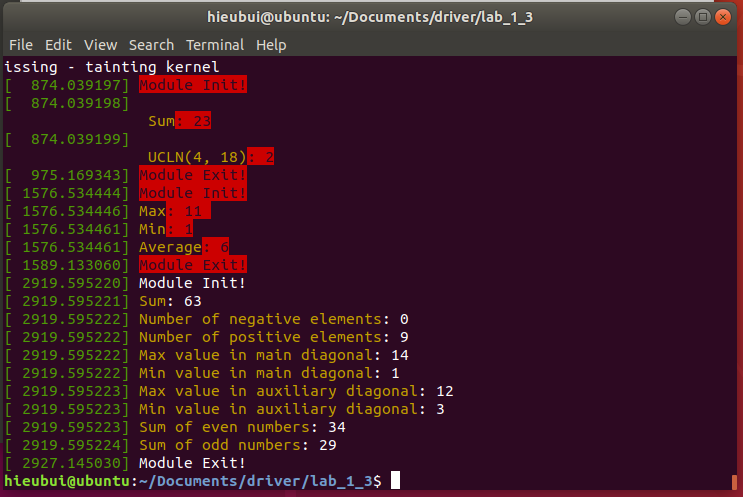 hieubui@ubuntu: ~/Documents/driver/lab_1_3
File Edit View Search Terminal Help
issing - tainting kernel
[  874.039197] Module Init!
[  874.039198]
                Sum: 23
[  874.039199]
                UCLN(4, 18): 2
[  975.169343] Module Exit!
[ 1576.534444] Module Init!
[ 1576.534446] Max: 11
[ 1576.534461] Min: 1
[ 1576.534461] Average: 6
[ 1589.133060] Module Exit!
[ 2919.595220] Module Init!
[ 2919.595221] Sum: 63
[ 2919.595222] Number of negative elements: 0
[ 2919.595222] Number of positive elements: 9
[ 2919.595222] Max value in main diagonal: 14
[ 2919.595222] Min value in main diagonal: 1
[ 2919.595223] Max value in auxiliary diagonal: 12
[ 2919.595223] Min value in auxiliary diagonal: 3
[ 2919.595223] Sum of even numbers: 34
[ 2919.595224] Sum of odd numbers: 29
[ 2927.145030] Module Exit!
hieubui@ubuntu:~/Documents/driver/lab_1_3$